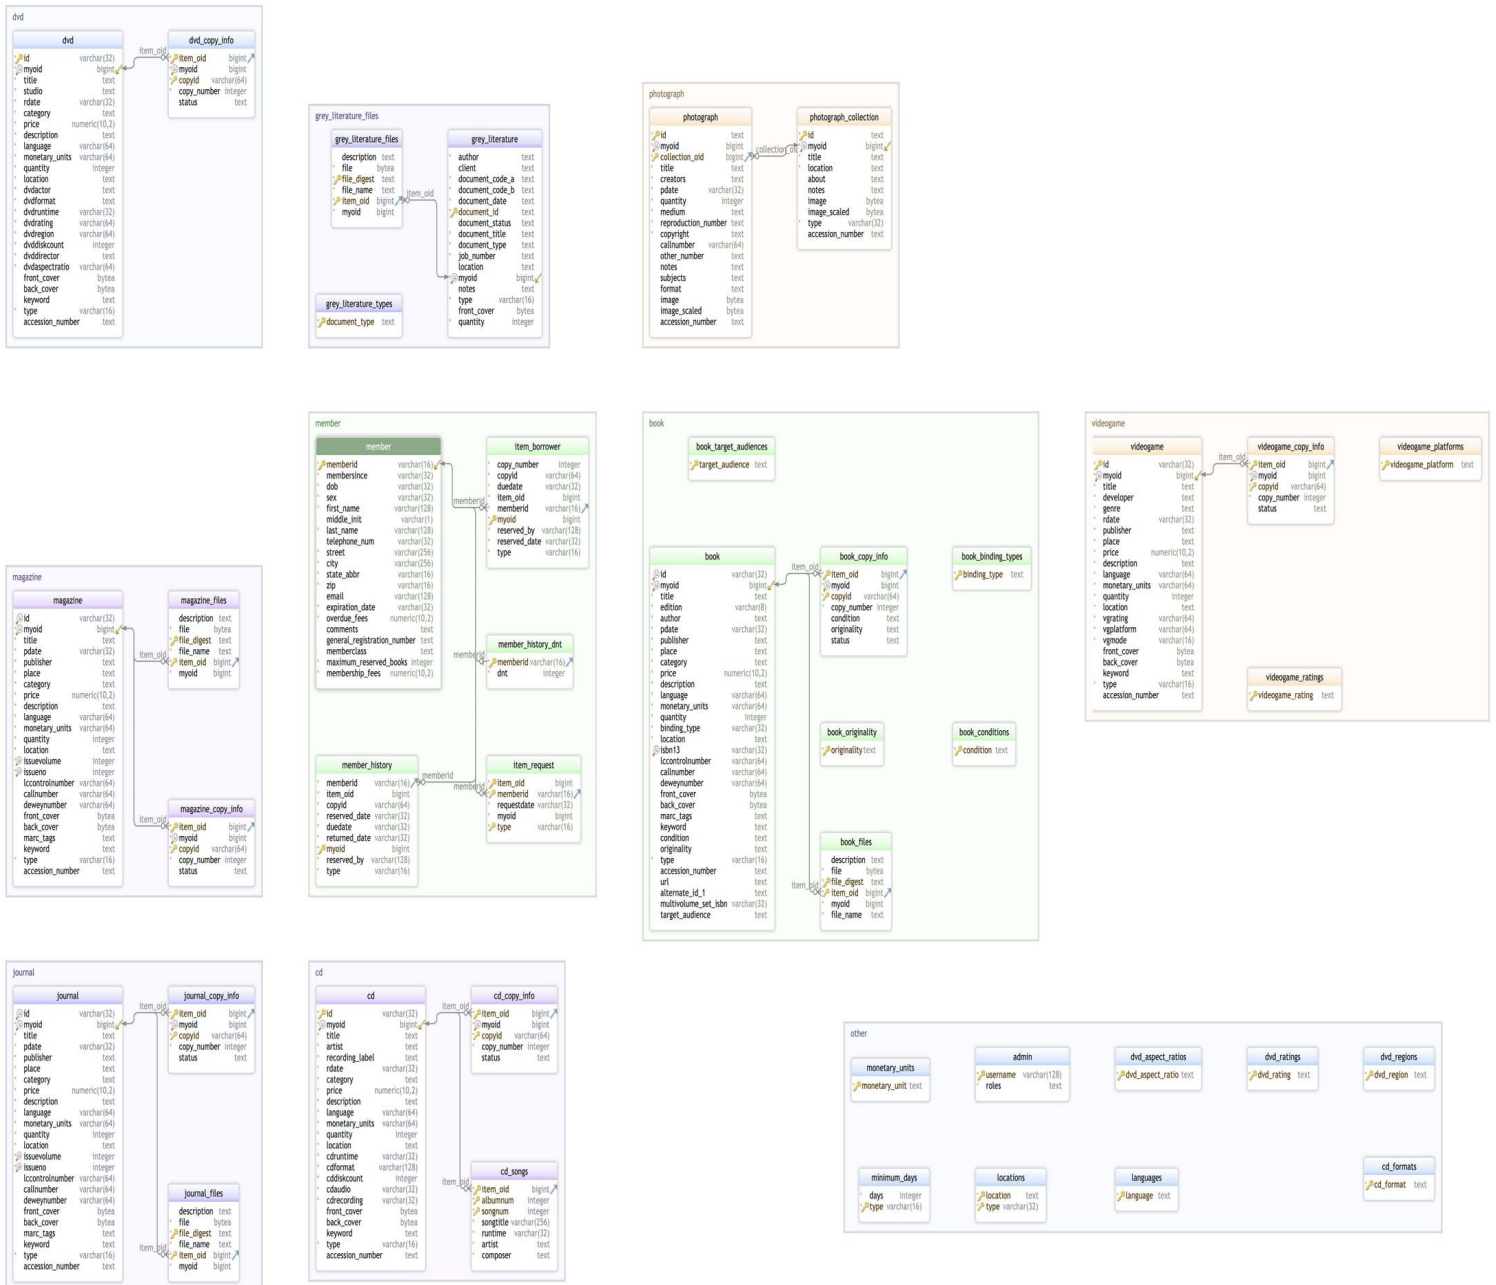 dvd
dvd
id varchar(32)
myoid bigint
title text
studio text
rdate varchar(32)
category text
price numeric(10,2)
description text
language varchar(64)
monetary_units varchar(64)
quantity integer
location text
dvdactor text
dvdformat text
dvdruntime varchar(32)
dvdrating varchar(64)
dvdregion varchar(64)
dvddiskcount integer
dvddirector text
dvdaspectratio varchar(64)
front_cover bytea
back_cover bytea
keyword text
type varchar(16)
accession_number text
item_oid
dvd_copy_info
item_oid bigint
myoid bigint
copyid varchar(64)
copy_number integer
status text
grey_literature_files
grey_literature_files
description text
file bytea
file_digest text
file_name text
item_oid bigint
myoid bigint
item_oid
grey_literature
author text
client text
document_code_a text
document_code_b text
document_date text
document_id text
document_status text
document_title text
document_type text
job_number text
location text
myoid bigint
notes text
type varchar(16)
front_cover bytea
quantity integer
grey_literature_types
document_type text
photograph
photograph
id text
myoid bigint
collection_oid bigint
title text
creators text
pdate varchar(32)
quantity integer
medium text
reproduction_number text
copyright text
callnumber varchar(64)
other_number text
notes text
subjects text
format text
image bytea
image_scaled bytea
accession_number text
collection_oid
photograph_collection
id text
myoid bigint
title text
location text
about text
notes text
image bytea
image_scaled bytea
type varchar(32)
accession_number text
member
member
memberid varchar(16)
membersince varchar(32)
dob varchar(32)
sex varchar(32)
first_name varchar(128)
middle_init varchar(1)
last_name varchar(128)
telephone_num varchar(32)
street varchar(256)
city varchar(256)
state_abbr varchar(16)
zip varchar(16)
email varchar(128)
expiration_date varchar(32)
overdue_fees numeric(10,2)
comments text
general_registration_number text
memberclass text
maximum_reserved_books integer
membership_fees numeric(10,2)
memberid
item_borrower
copy_number integer
copyid varchar(64)
duedate varchar(32)
item_oid bigint
memberid varchar(16)
myoid bigint
reserved_by varchar(128)
reserved_date varchar(32)
type varchar(16)
memberid
member_history_dnt
memberid varchar(16)
dnt integer
member_history
memberid varchar(16)
item_oid bigint
copyid varchar(64)
reserved_date varchar(32)
duedate varchar(32)
returned_date varchar(32)
myoid bigint
reserved_by varchar(128)
type varchar(16)
memberid
memberid
item_request
item_oid bigint
memberid varchar(16)
requestdate varchar(32)
myoid bigint
type varchar(16)
book
book_target_audiences
target_audience text
book
id varchar(32)
myoid bigint
title text
edition varchar(8)
author text
pdate varchar(32)
publisher text
place text
category text
price numeric(10,2)
description text
language varchar(64)
monetary_units varchar(64)
quantity integer
binding_type varchar(32)
location text
isbn13 varchar(32)
lccontrolnumber varchar(64)
callnumber varchar(64)
deweynumber varchar(64)
front_cover bytea
back_cover bytea
marc_tags text
keyword text
condition text
originality text
type varchar(16)
accession_number text
url text
alternate_id_1 text
multivolume_set_isbn varchar(32)
target_audience text
item_oid
book_copy_info
item_oid bigint
myoid bigint
copyid varchar(64)
copy_number integer
condition text
originality text
status text
book_binding_types
binding_type text
book_originality
originality text
book_conditions
condition text
item_oid
book_files
description text
file bytea
file_digest text
item_oid bigint
myoid bigint
file_name text
videogame
videogame
id varchar(32)
myoid bigint
title text
developer text
genre text
rdate varchar(32)
publisher text
place text
price numeric(10,2)
description text
language varchar(64)
monetary_units varchar(64)
quantity integer
location text
vgrating varchar(64)
vgplatform varchar(64)
vgmode varchar(16)
front_cover bytea
back_cover bytea
keyword text
type varchar(16)
accession_number text
item_oid
videogame_copy_info
item_oid bigint
myoid bigint
copyid varchar(64)
copy_number integer
status text
videogame_platforms
videogame_platform text
videogame_ratings
videogame_rating text
magazine
magazine
id varchar(32)
myoid bigint
title text
pdate varchar(32)
publisher text
place text
category text
price numeric(10,2)
description text
language varchar(64)
monetary_units varchar(64)
quantity integer
location text
issuevolume integer
issueno integer
lccontrolnumber varchar(64)
callnumber varchar(64)
deweynumber varchar(64)
front_cover bytea
back_cover bytea
marc_tags text
keyword text
type varchar(16)
accession_number text
item_oid
magazine_files
description text
file bytea
file_digest text
file_name text
item_oid bigint
myoid bigint
item_oid
magazine_copy_info
item_oid bigint
myoid bigint
copyid varchar(64)
copy_number integer
status text
journal
journal
id varchar(32)
myoid bigint
title text
pdate varchar(32)
publisher text
place text
category text
price numeric(10,2)
description text
language varchar(64)
monetary_units varchar(64)
quantity integer
location text
issuevolume integer
issueno integer
lccontrolnumber varchar(64)
callnumber varchar(64)
deweynumber varchar(64)
front_cover bytea
back_cover bytea
marc_tags text
keyword text
type varchar(16)
accession_number text
item_oid
journal_copy_info
item_oid bigint
myoid bigint
copyid varchar(64)
copy_number integer
status text
item_oid
journal_files
description text
file bytea
file_digest text
file_name text
item_oid bigint
myoid bigint
cd
cd
id varchar(32)
myoid bigint
title text
artist text
recording_label text
rdate varchar(32)
category text
price numeric(10,2)
description text
language varchar(64)
monetary_units varchar(64)
quantity integer
location text
cdruntime varchar(32)
cdformat varchar(128)
cddiskcount integer
cdaudio varchar(32)
cdrecording varchar(32)
front_cover bytea
back_cover bytea
keyword text
type varchar(16)
accession_number text
item_oid
cd_copy_info
item_oid bigint
myoid bigint
copyid varchar(64)
copy_number integer
status text
item_oid
cd_songs
item_oid bigint
albumnum integer
songnum integer
songtitle varchar(256)
runtime varchar(32)
artist text
composer text
other
monetary_units
monetary_unit text
admin
username varchar(128)
roles text
dvd_aspect_ratios
dvd_aspect_ratio text
dvd_ratings
dvd_rating text
dvd_regions
dvd_region text
minimum_days
days integer
type varchar(16)
locations
location text
type varchar(32)
languages
language text
cd_formats
cd_format text